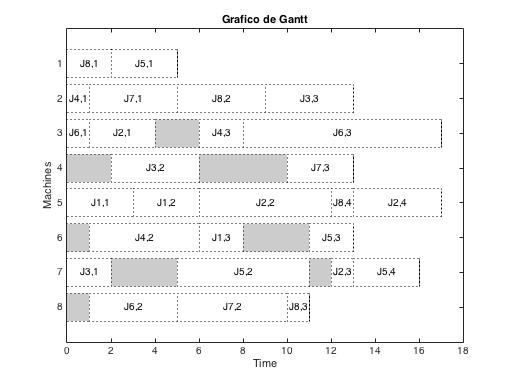 Grafico de Gantt
Machines
1 J8,1 J5,1
2 J4,1 J7,1 J8,2 J3,3
3 J6,1 J2,1 J4,3 J6,3
4 J3,2 J7,3
5 J1,1 J1,2 J2,2 J8,4 J2,4
6 J4,2 J1,3 J5,3
7 J3,1 J5,2 J2,3 J5,4
8 J6,2 J7,2 J8,3
0 2 4 6 8 10 12 14 16 18
Time